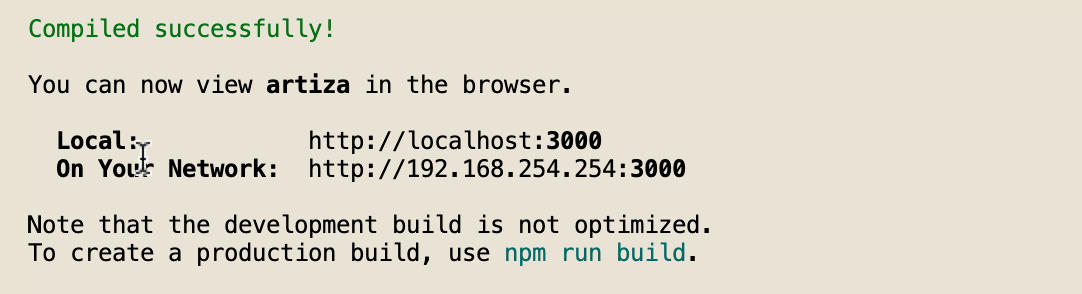 Compiled successfully!
You can now view artiza in the browser.
Local: http://localhost:3000
On Your Network: http://192.168.254.254:3000
Note that the development build is not optimized.
To create a production build, use npm run build.